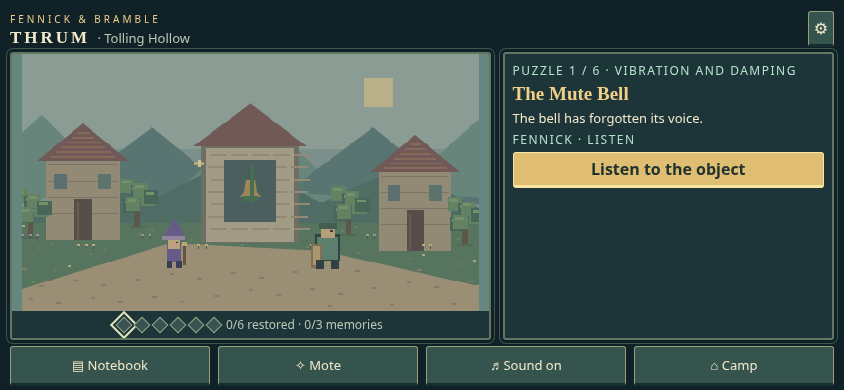 FENNICK & BRAMBLE
THRUM · Tolling Hollow
PUZZLE 1 / 6 · VIBRATION AND DAMPING
The Mute Bell
The bell has forgotten its voice.
FENNICK · LISTEN
Listen to the object
0/6 restored · 0/3 memories
Notebook
Mote
Sound on
Camp